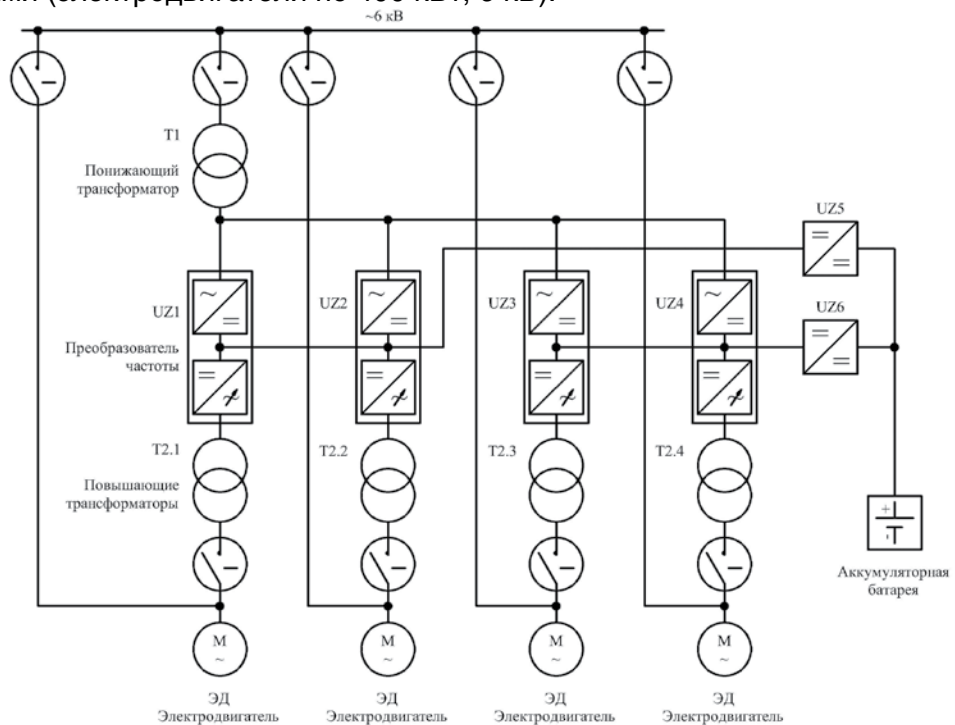 ~6 кВ
T1
Понижающий
трансформатор
UZ5
UZ1
UZ2
UZ3
UZ4
UZ6
Преобразователь
частоты
T2.1
T2.2
T2.3
T2.4
Повышающие
трансформаторы
Аккумуляторная
батарея
M
~
M
~
M
~
M
~
ЭД
Электродвигатель
ЭД
Электродвигатель
ЭД
Электродвигатель
ЭД
Электродвигатель